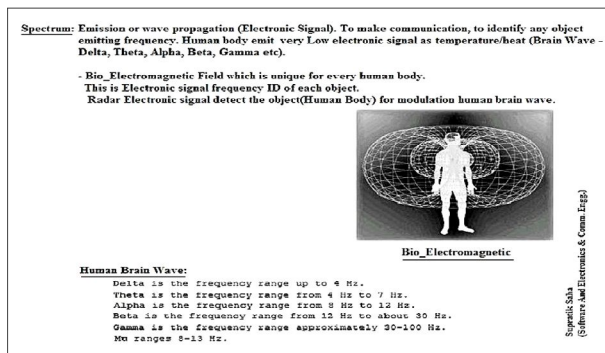 Spectrum: Emission or wave propagation (Electronic Signal). To make communication, to identify any object
emitting frequency. Human body emit very Low electronic signal as temperature/heat (Brain Wave -
Delta, Theta, Alpha, Beta, Gamma etc).
- Bio_Electromagnetic Field which is unique for every human body.
This is Electronic signal frequency ID of each object.
Radar Electronic signal detect the object(Human Body) for modulation human brain wave.
Bio_Electromagnetic
Human Brain Wave:
Delta is the frequency range up to 4 Hz.
Theta is the frequency range from 4 Hz to 7 Hz.
Alpha is the frequency range from 8 Hz to 12 Hz.
Beta is the frequency range from 12 Hz to about 30 Hz.
Gamma is the frequency range approximately 30-100 Hz.
Mu ranges 8-13 Hz.
Supratik Saha
(Software And Electronics & Comm. Engg.)